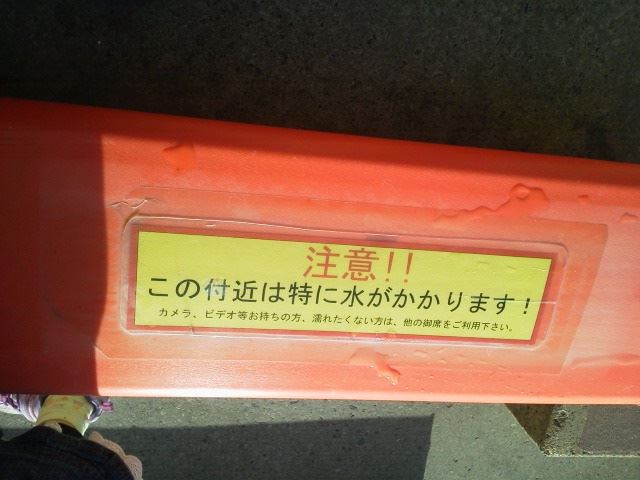 注意!!
この付近は特に水がかかります!
カメラ、ビデオ等お持ちの方、濡れたくない方は、他の御席をご利用下さい。